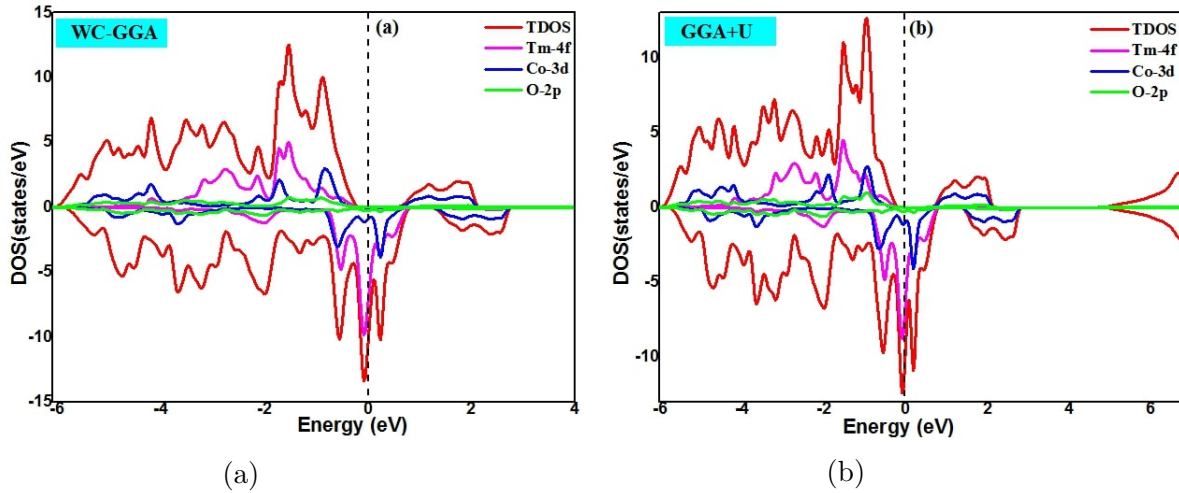 WC-GGA
(a)
TDOS
Tm-4f
Co-3d
O-2p
15
10
5
0
-5
-10
-15
DOS(states/eV)
-6
-4
-2
0
2
4
Energy (eV)
(a)
GGA+U
(b)
TDOS
Tm-4f
Co-3d
O-2p
10
5
0
-5
-10
DOS(states/eV)
-6
-4
-2
0
2
4
6
Energy (eV)
(b)